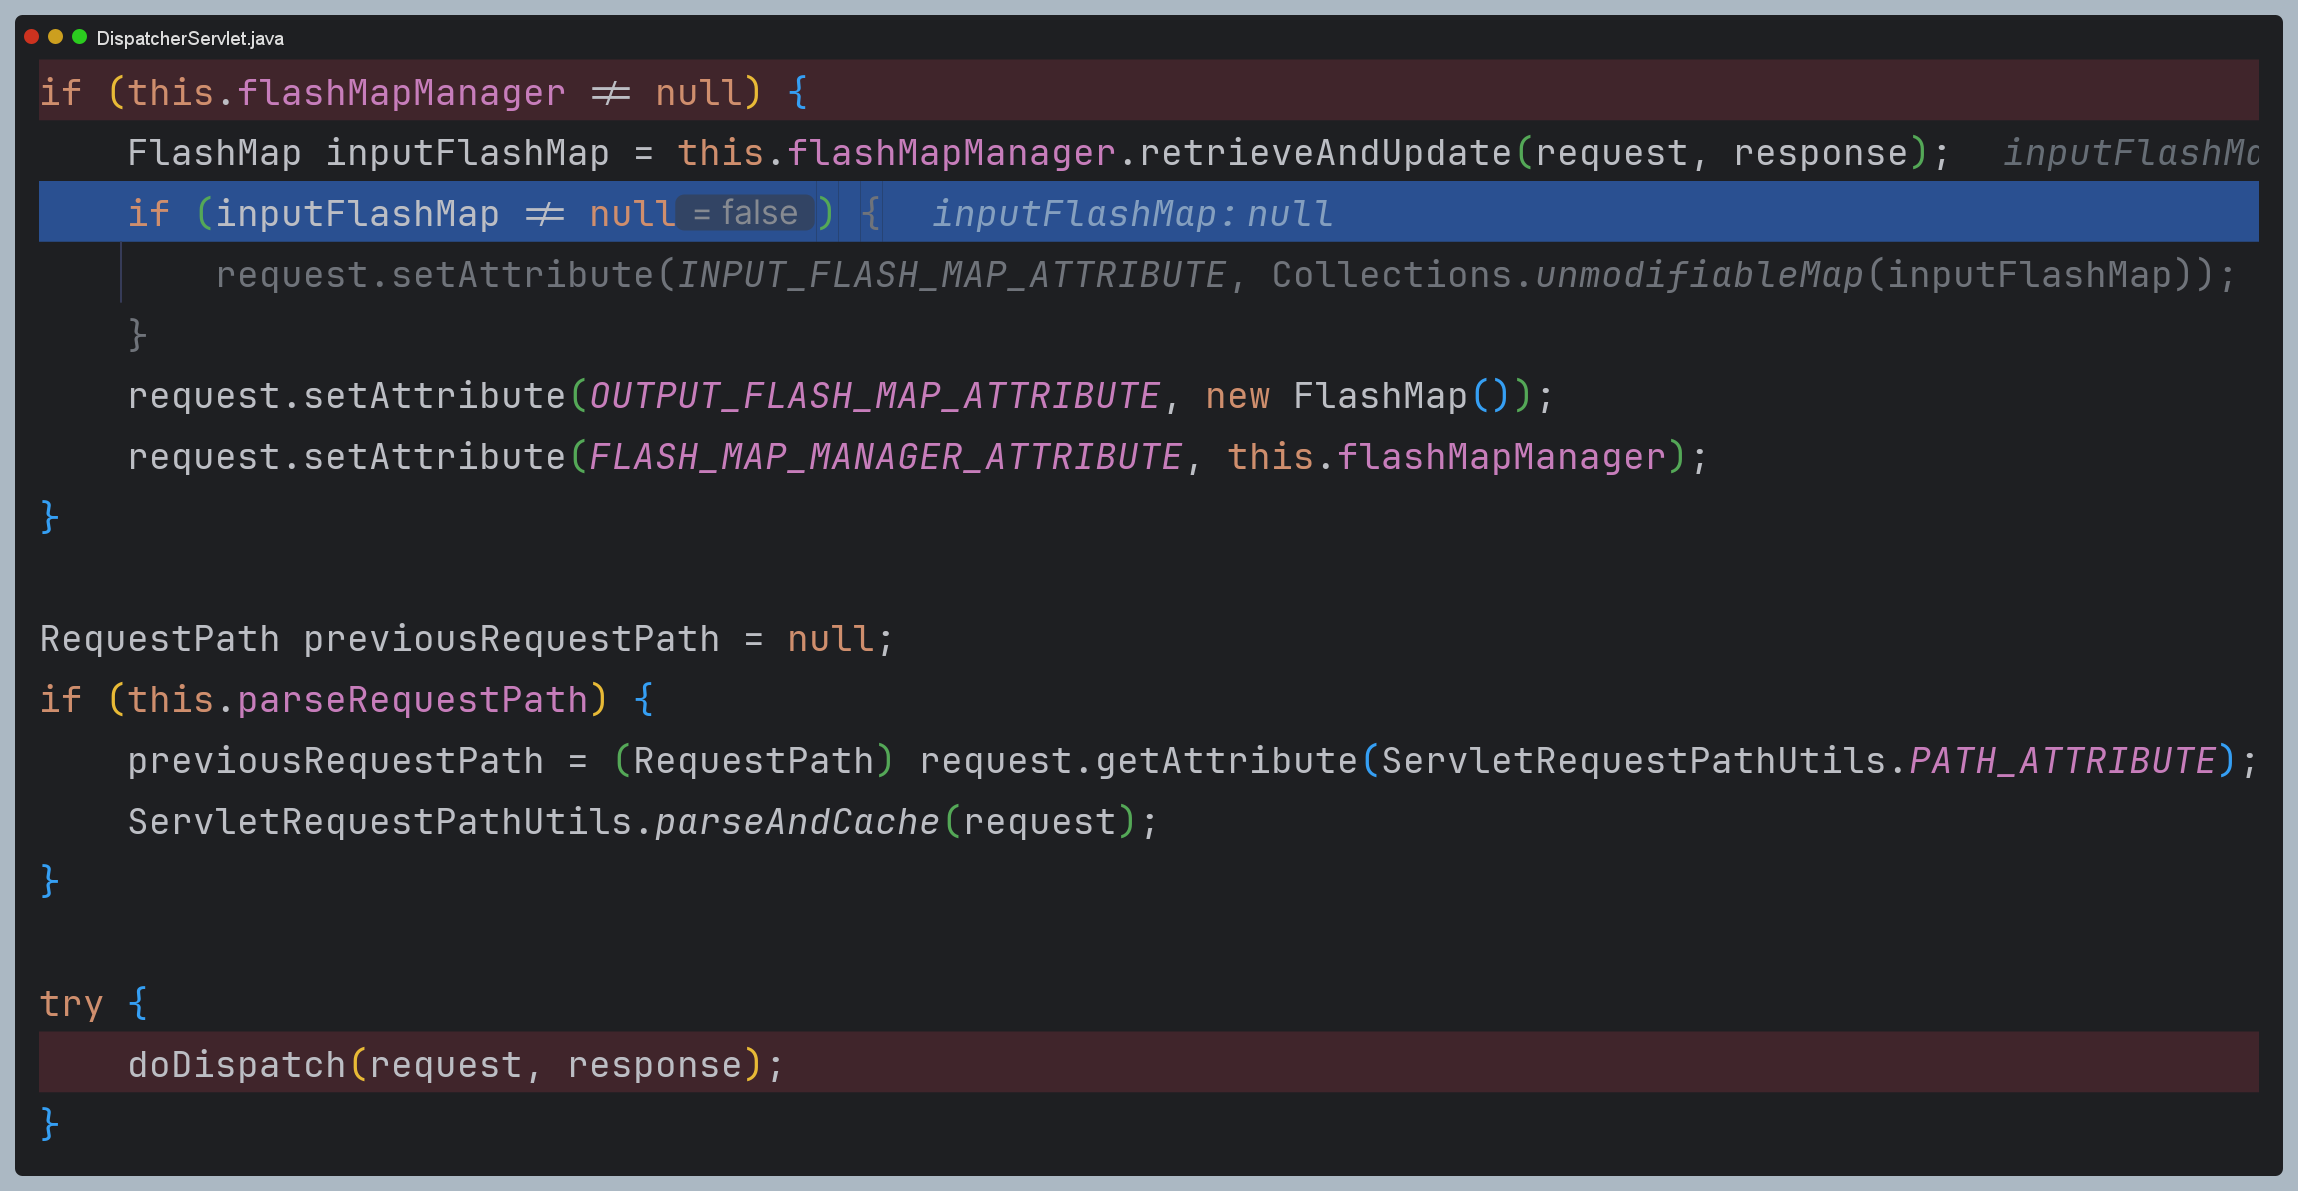 DispatcherServlet.java
if (this.flashMapManager ≠ null) {
    FlashMap inputFlashMap = this.flashMapManager.retrieveAndUpdate(request, response);   inputFlashMa
    if (inputFlashMap ≠ null = false ) {   inputFlashMap: null
        request.setAttribute(INPUT_FLASH_MAP_ATTRIBUTE, Collections.unmodifiableMap(inputFlashMap));
    }
    request.setAttribute(OUTPUT_FLASH_MAP_ATTRIBUTE, new FlashMap());
    request.setAttribute(FLASH_MAP_MANAGER_ATTRIBUTE, this.flashMapManager);
}
RequestPath previousRequestPath = null;
if (this.parseRequestPath) {
    previousRequestPath = (RequestPath) request.getAttribute(ServletRequestPathUtils.PATH_ATTRIBUTE);
    ServletRequestPathUtils.parseAndCache(request);
}
try {
    doDispatch(request, response);
}